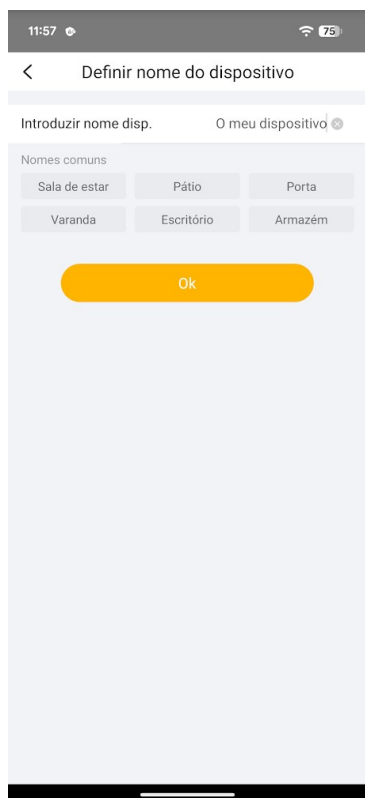 11:57 75
Definir nome do dispositivo
Introduzir nome disp. O meu dispositivo
Nomes comuns
Sala de estar Pátio Porta
Varanda Escritório Armazém
Ok